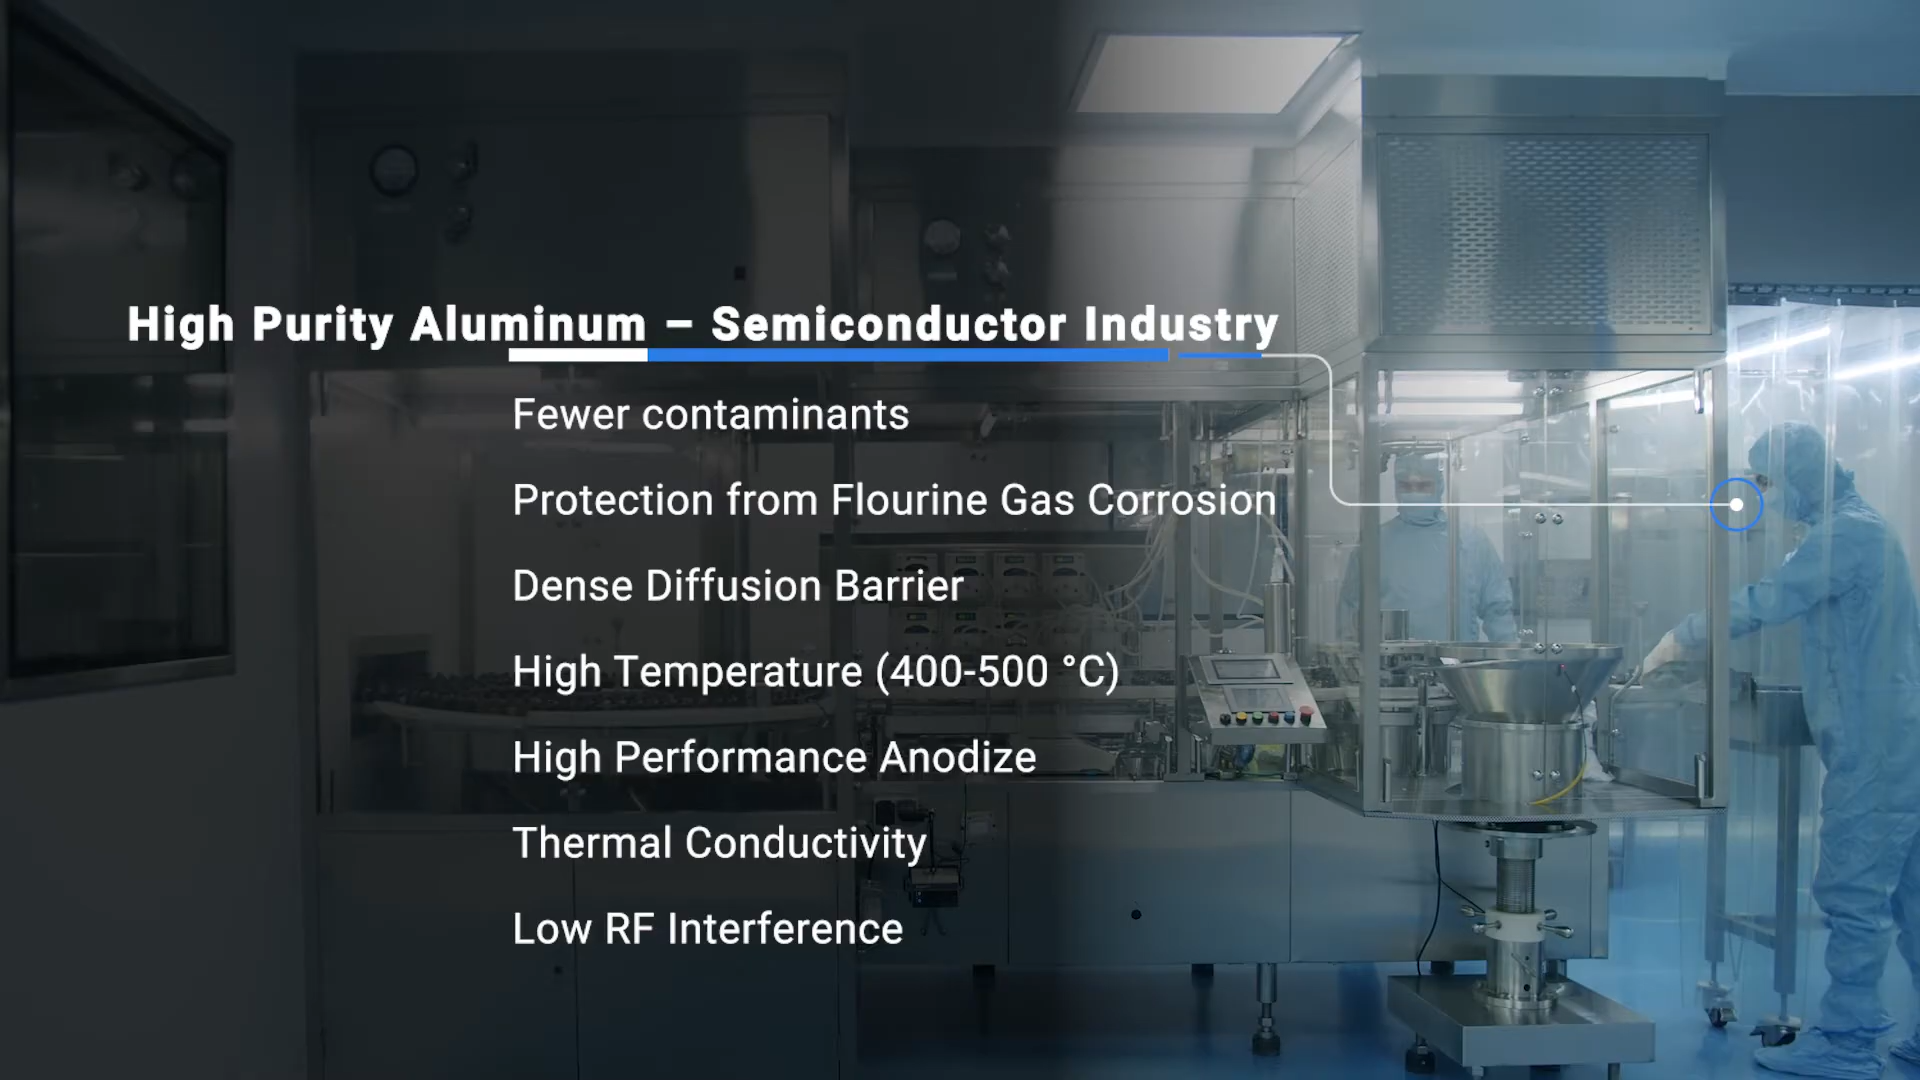 High Purity Aluminum – Semiconductor Industry
Fewer contaminants
Protection from Flourine Gas Corrosion
Dense Diffusion Barrier
High Temperature (400-500 °C)
High Performance Anodize
Thermal Conductivity
Low RF Interference